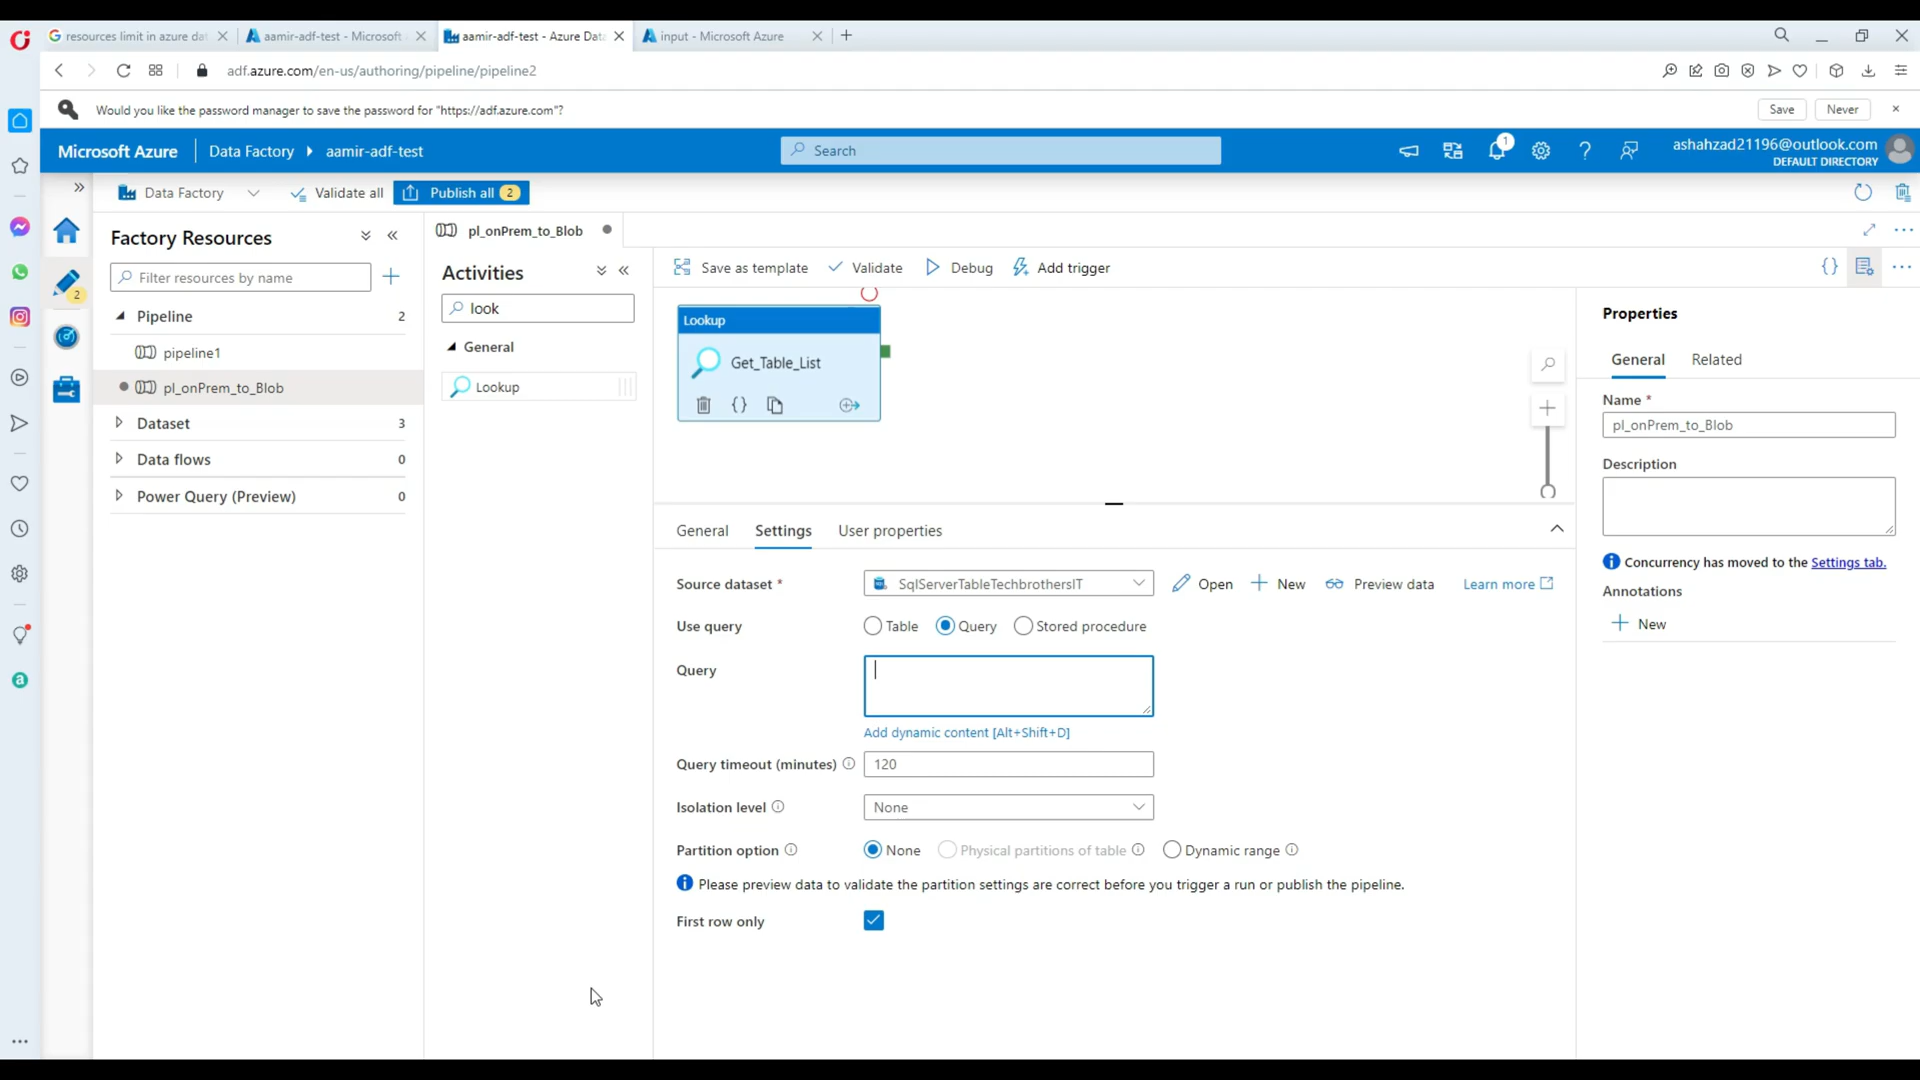 resources limit in azure dat
aamir-adf-test - Microsoft
aamir-adf-test - Azure Data
input - Microsoft Azure
adf.azure.com/en-us/authoring/pipeline/pipeline2
Would you like the password manager to save the password for "https://adf.azure.com"?
Save
Never
Microsoft Azure
Data Factory
aamir-adf-test
Search
1
ashahzad21196@outlook.com
DEFAULT DIRECTORY
Data Factory
Validate all
Publish all 2
Factory Resources
Filter resources by name
2
Pipeline 2
pipeline1
pl_onPrem_to_Blob
Dataset 3
Data flows 0
Power Query (Preview) 0
pl_onPrem_to_Blob
Activities
look
General
Lookup
Save as template
Validate
Debug
Add trigger
Lookup
Get_Table_List
General
Settings
User properties
Source dataset *
SqlServerTableTechbrothersIT
Open
New
Preview data
Learn more
Use query
Table
Query
Stored procedure
Query
Add dynamic content [Alt+Shift+D]
Query timeout (minutes)
120
Isolation level
None
Partition option
None
Physical partitions of table
Dynamic range
Please preview data to validate the partition settings are correct before you trigger a run or publish the pipeline.
First row only
Properties
General
Related
Name *
pl_onPrem_to_Blob
Description
Concurrency has moved to the Settings tab.
Annotations
New